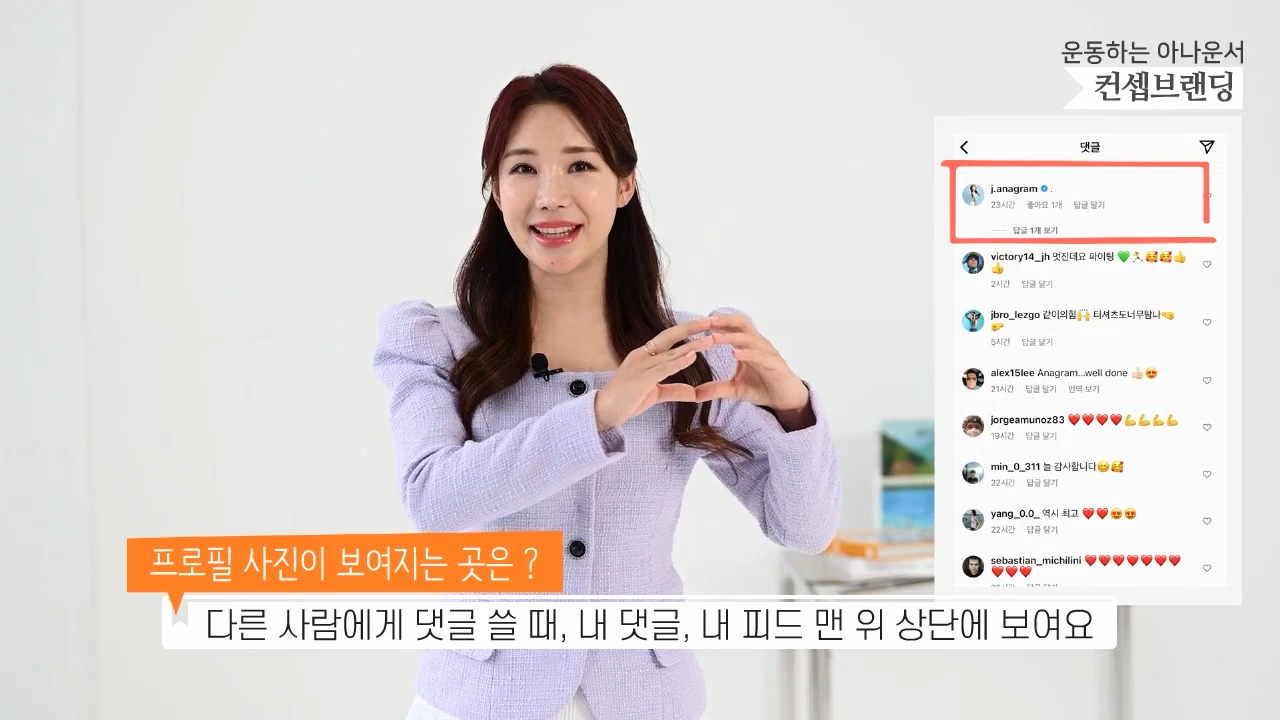 운동하는 아나운서
컨셉브랜딩
댓글
j.anagram .
23시간 좋아요 1개 답글 달기
답글 1개 보기
victory14_jh 멋진데요 파이팅 💚🏃🥰🥰👍
👍
2시간 답글 달기
jbro_lezgo 같이의힘🙌 티셔츠도너무탐나🤜
🤛
5시간 답글 달기
alex15lee Anagram...well done 👍🏻😍
21시간 답글 달기 번역 보기
jorgeamunoz83 ❤️❤️❤️❤️💪💪💪💪
19시간 답글 달기
min_0_311 늘 감사합니다😊🥰
22시간 답글 달기
yang_0.0_ 역시 최고 ❤️❤️😍😍
22시간 답글 달기
sebastian_michilini ❤️❤️❤️❤️❤️❤️❤️
❤️❤️❤️
프로필 사진이 보여지는 곳은 ?
다른 사람에게 댓글 쓸 때, 내 댓글, 내 피드 맨 위 상단에 보여요